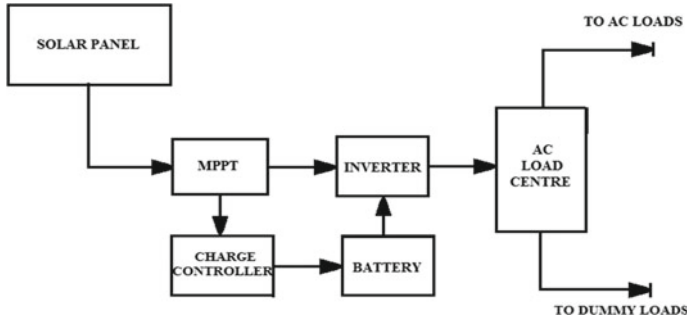 TO AC LOADS
SOLAR PANEL
MPPT
INVERTER
AC
LOAD
CENTRE
CHARGE
CONTROLLER
BATTERY
TO DUMMY LOADS